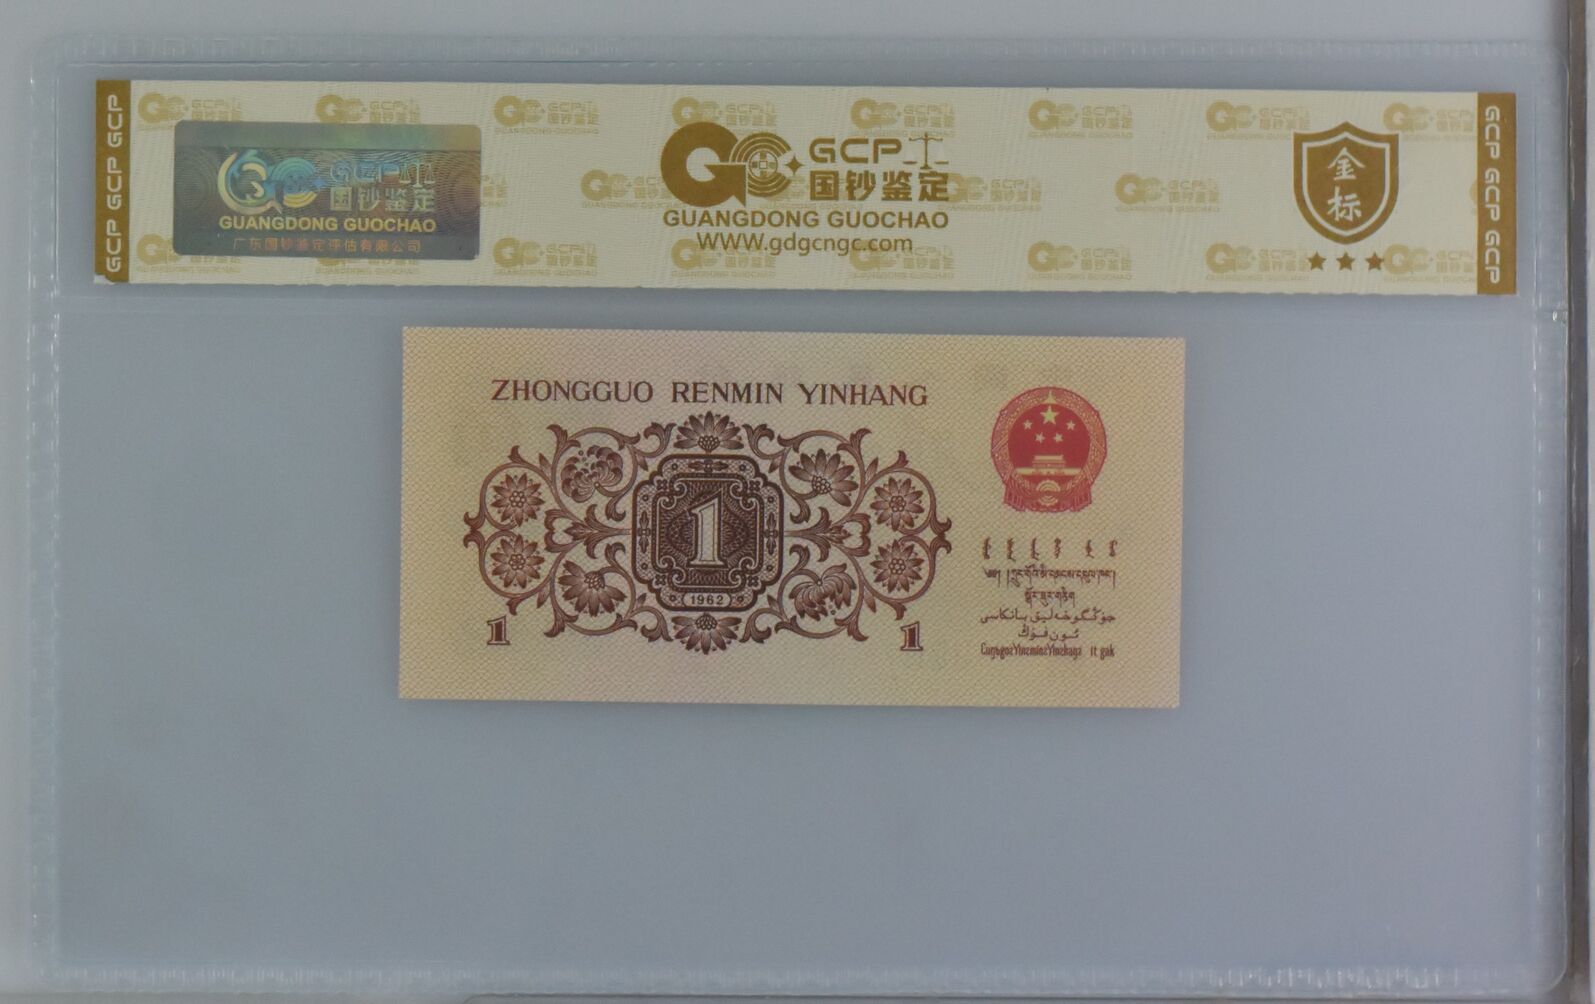 GCP GCP GCP
GCP 国钞鉴定
GUANGDONG GUOCHAO
广东国钞鉴定评估有限公司
GCP
国钞鉴定
GUANGDONG GUOCHAO
WWW.gdgcngc.com
金标
GCP GCP GCP
ZHONGGUO RENMIN YINHANG
1
(1962)
1
1
جۇڭگوخەلىق بانكاسى